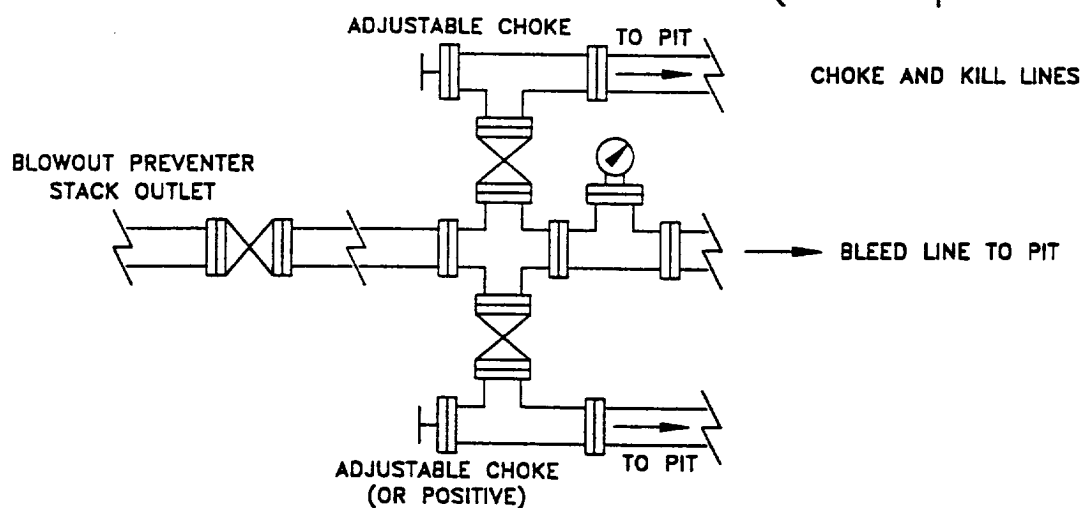 ADJUSTABLE CHOKE
TO PIT
CHOKE AND KILL LINES
BLOWOUT PREVENTER
STACK OUTLET
BLEED LINE TO PIT
TO PIT
ADJUSTABLE CHOKE
(OR POSITIVE)